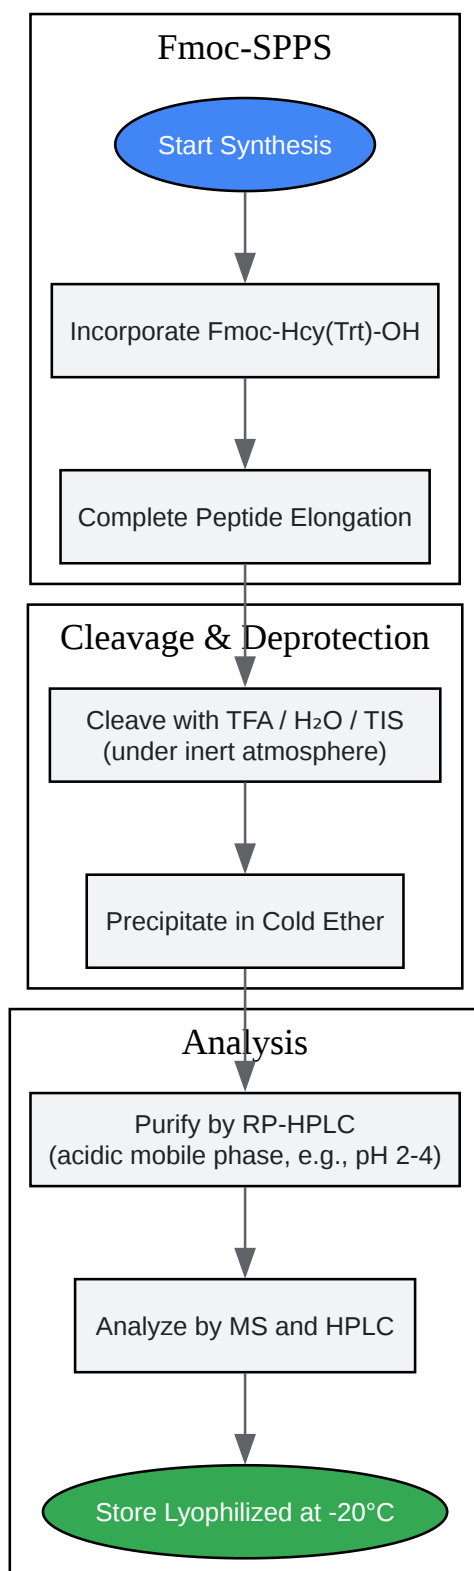 Fmoc-SPPS
Start Synthesis
Incorporate Fmoc-Hcy(Trt)-OH
Complete Peptide Elongation
Cleavage & Deprotection
Cleave with TFA / H₂O / TIS
(under inert atmosphere)
Precipitate in Cold Ether
Analysis
Purify by RP-HPLC
(acidic mobile phase, e.g., pH 2-4)
Analyze by MS and HPLC
Store Lyophilized at -20°C